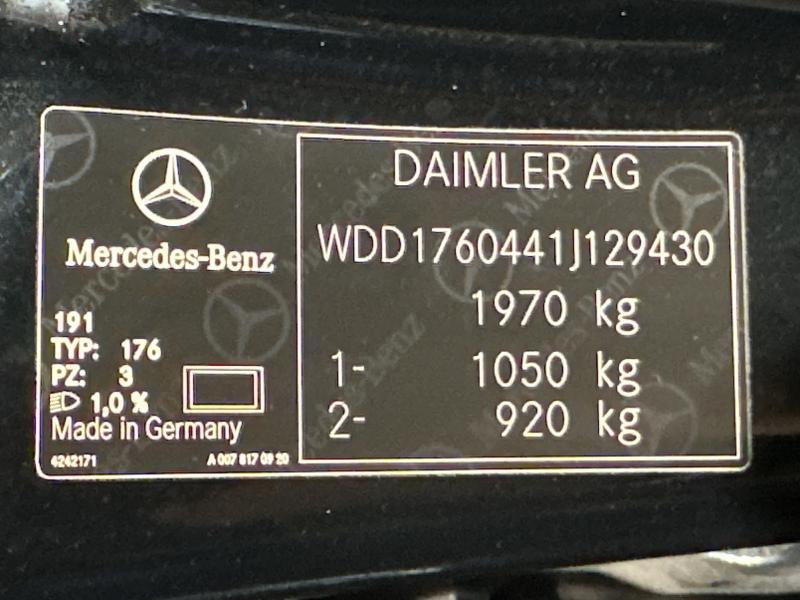 Mercedes-Benz
191
TYP: 176
PZ: 3
1,0 %
Made in Germany
4242171
A 007 817 09 20
DAIMLER AG
WDD1760441J129430
1970 kg
1- 1050 kg
2- 920 kg